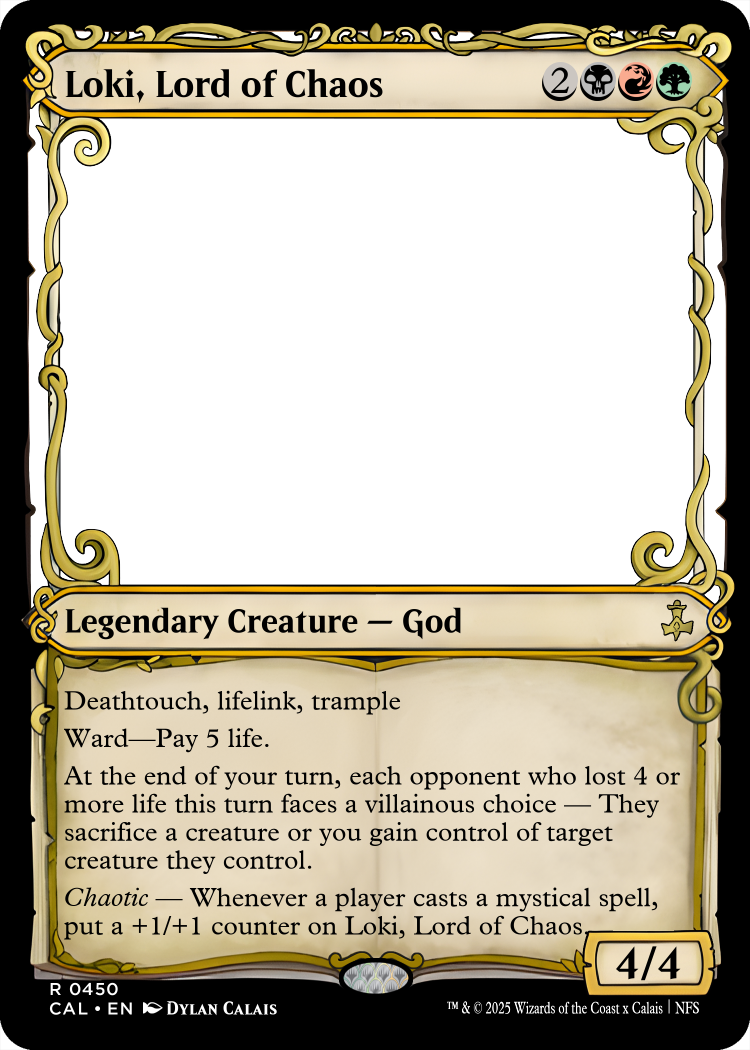 Loki, Lord of Chaos 2
Legendary Creature — God
Deathtouch, lifelink, trample
Ward—Pay 5 life.
At the end of your turn, each opponent who lost 4 or
more life this turn faces a villainous choice — They
sacrifice a creature or you gain control of target
creature they control.
Chaotic — Whenever a player casts a mystical spell,
put a +1/+1 counter on Loki, Lord of Chaos.
4/4
R 0450
CAL • EN Dylan Calais
™ & © 2025 Wizards of the Coast x Calais | NFS